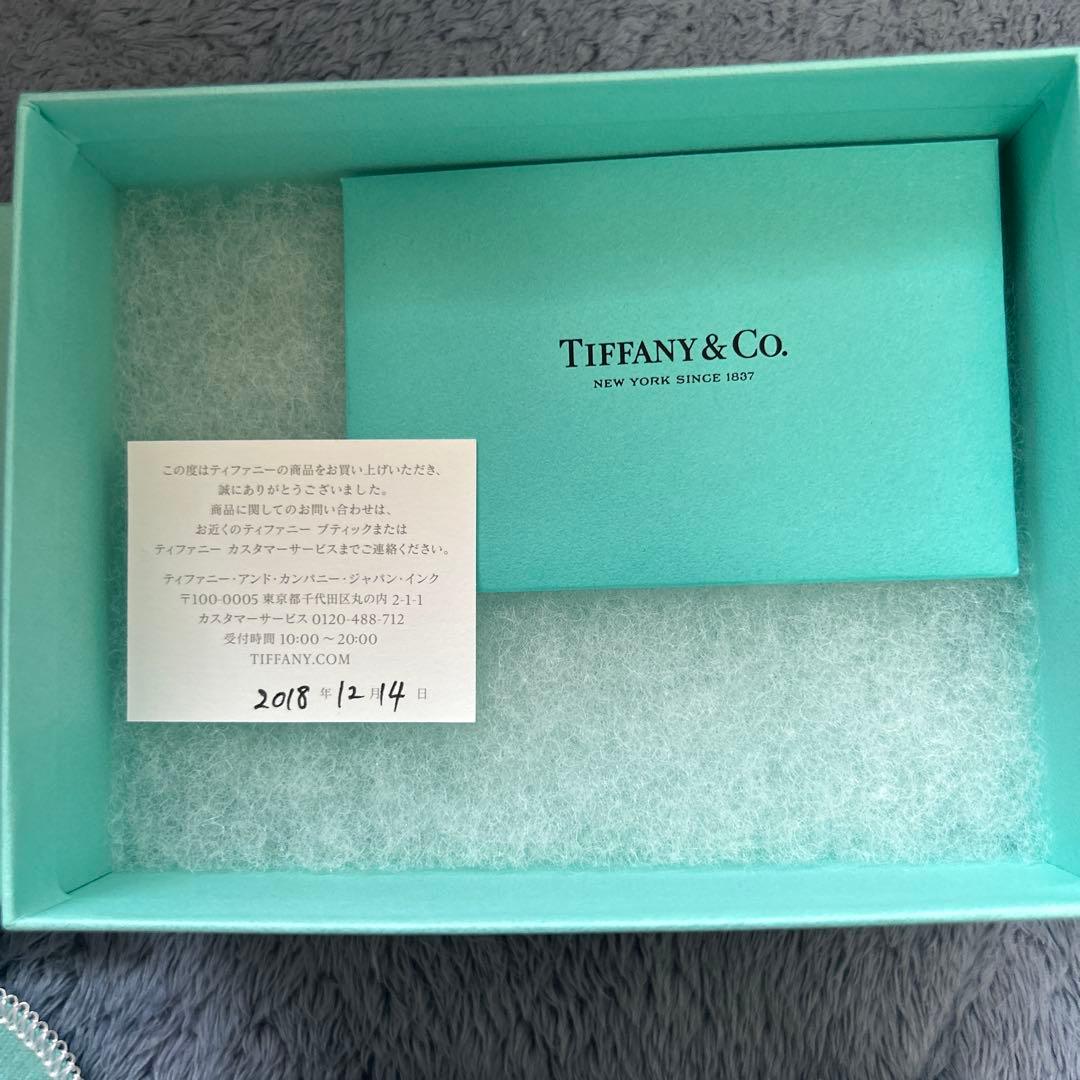 TIFFANY & CO.
NEW YORK SINCE 1837
この度はティファニーの商品をお買い上げいただき、
誠にありがとうございました。
商品に関してのお問い合わせは、
お近くのティファニー ブティックまたは
ティファニー カスタマーサービスまでご連絡ください。
ティファニー・アンド・カンパニー・ジャパン・インク
〒100-0005 東京都千代田区丸の内 2-1-1
カスタマーサービス 0120-488-712
受付時間 10:00 ~ 20:00
TIFFANY.COM
2018 年 12 月 14 日